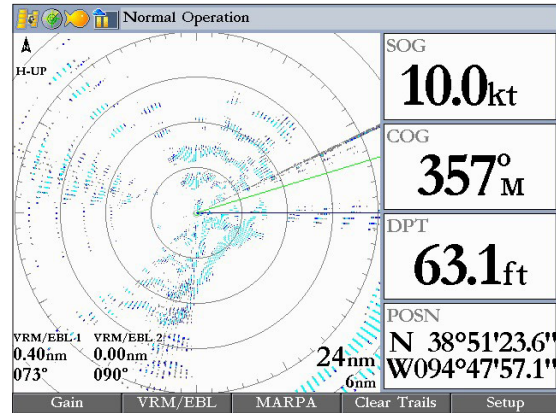 Normal Operation
H-UP
SOG
10.0kt
COG
357°M
DPT
63.1ft
POSN
N 38°51'23.6"
W094°47'57.1"
VRM/EBL 1 VRM/EBL 2
0.40nm 0.00nm
073° 090°
24nm
6nm
Gain VRM/EBL MARPA Clear Trails Setup